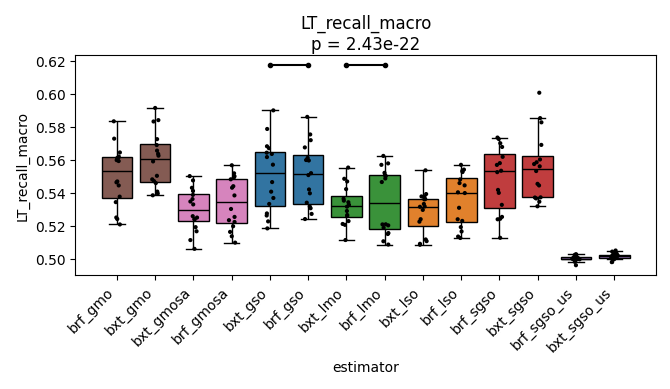 LT_recall_macro
p = 2.43e-22
LT_recall_macro
0.62
0.60
0.58
0.56
0.54
0.52
0.50
brf_gmo
bxt_gmo
bxt_gmosa
brf_gmosa
bxt_gso
brf_gso
bxt_lmo
brf_lmo
bxt_lso
brf_lso
brf_sgso
bxt_sgso
brf_sgso_us
bxt_sgso_us
estimator